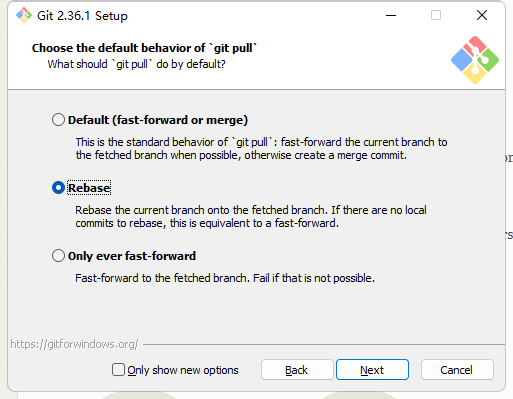 Git 2.36.1 Setup
Choose the default behavior of `git pull`
What should `git pull` do by default?
Default (fast-forward or merge)
This is the standard behavior of `git pull`: fast-forward the current branch to
the fetched branch when possible, otherwise create a merge commit.
Rebase
Rebase the current branch onto the fetched branch. If there are no local
commits to rebase, this is equivalent to a fast-forward.
Only ever fast-forward
Fast-forward to the fetched branch. Fail if that is not possible.
https://gitforwindows.org/
Only show new options
Back
Next
Cancel